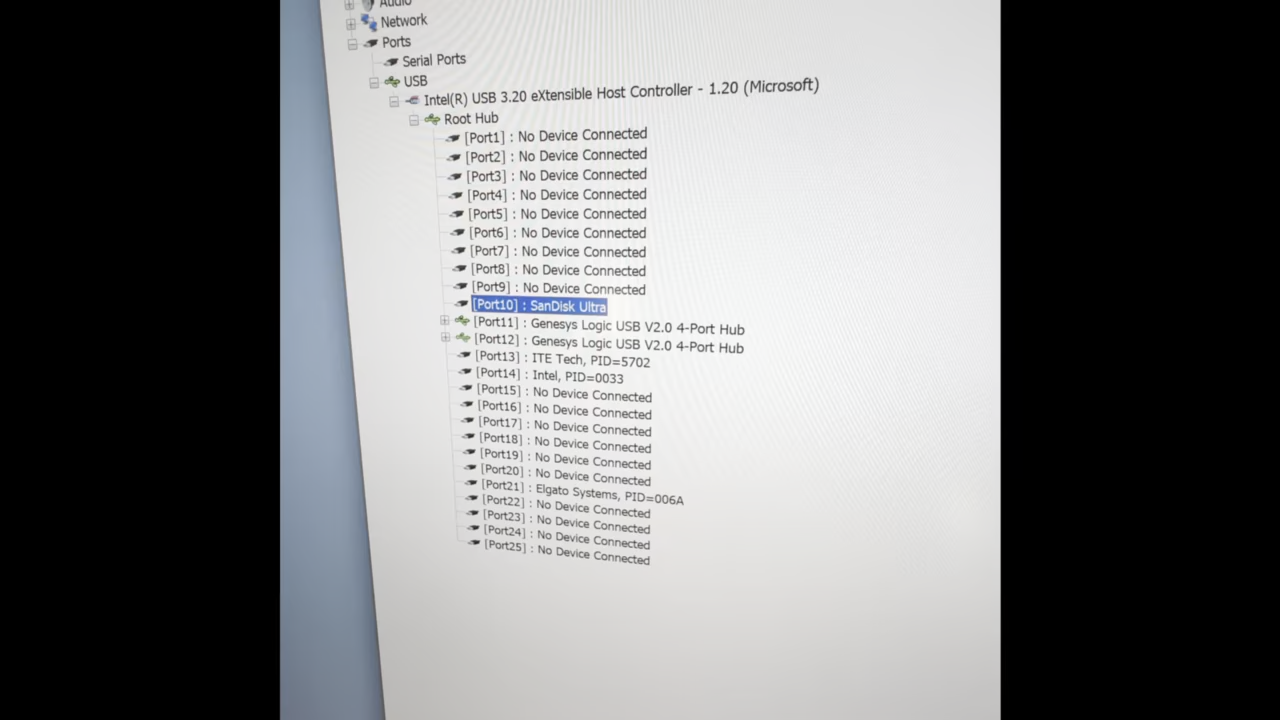 Audio
Network
Ports
Serial Ports
USB
Intel(R) USB 3.20 eXtensible Host Controller - 1.20 (Microsoft)
Root Hub
[Port1] : No Device Connected
[Port2] : No Device Connected
[Port3] : No Device Connected
[Port4] : No Device Connected
[Port5] : No Device Connected
[Port6] : No Device Connected
[Port7] : No Device Connected
[Port8] : No Device Connected
[Port9] : No Device Connected
[Port10] : SanDisk Ultra
[Port11] : Genesys Logic USB V2.0 4-Port Hub
[Port12] : Genesys Logic USB V2.0 4-Port Hub
[Port13] : ITE Tech, PID=5702
[Port14] : Intel, PID=0033
[Port15] : No Device Connected
[Port16] : No Device Connected
[Port17] : No Device Connected
[Port18] : No Device Connected
[Port19] : No Device Connected
[Port20] : No Device Connected
[Port21] : Elgato Systems, PID=006A
[Port22] : No Device Connected
[Port23] : No Device Connected
[Port24] : No Device Connected
[Port25] : No Device Connected